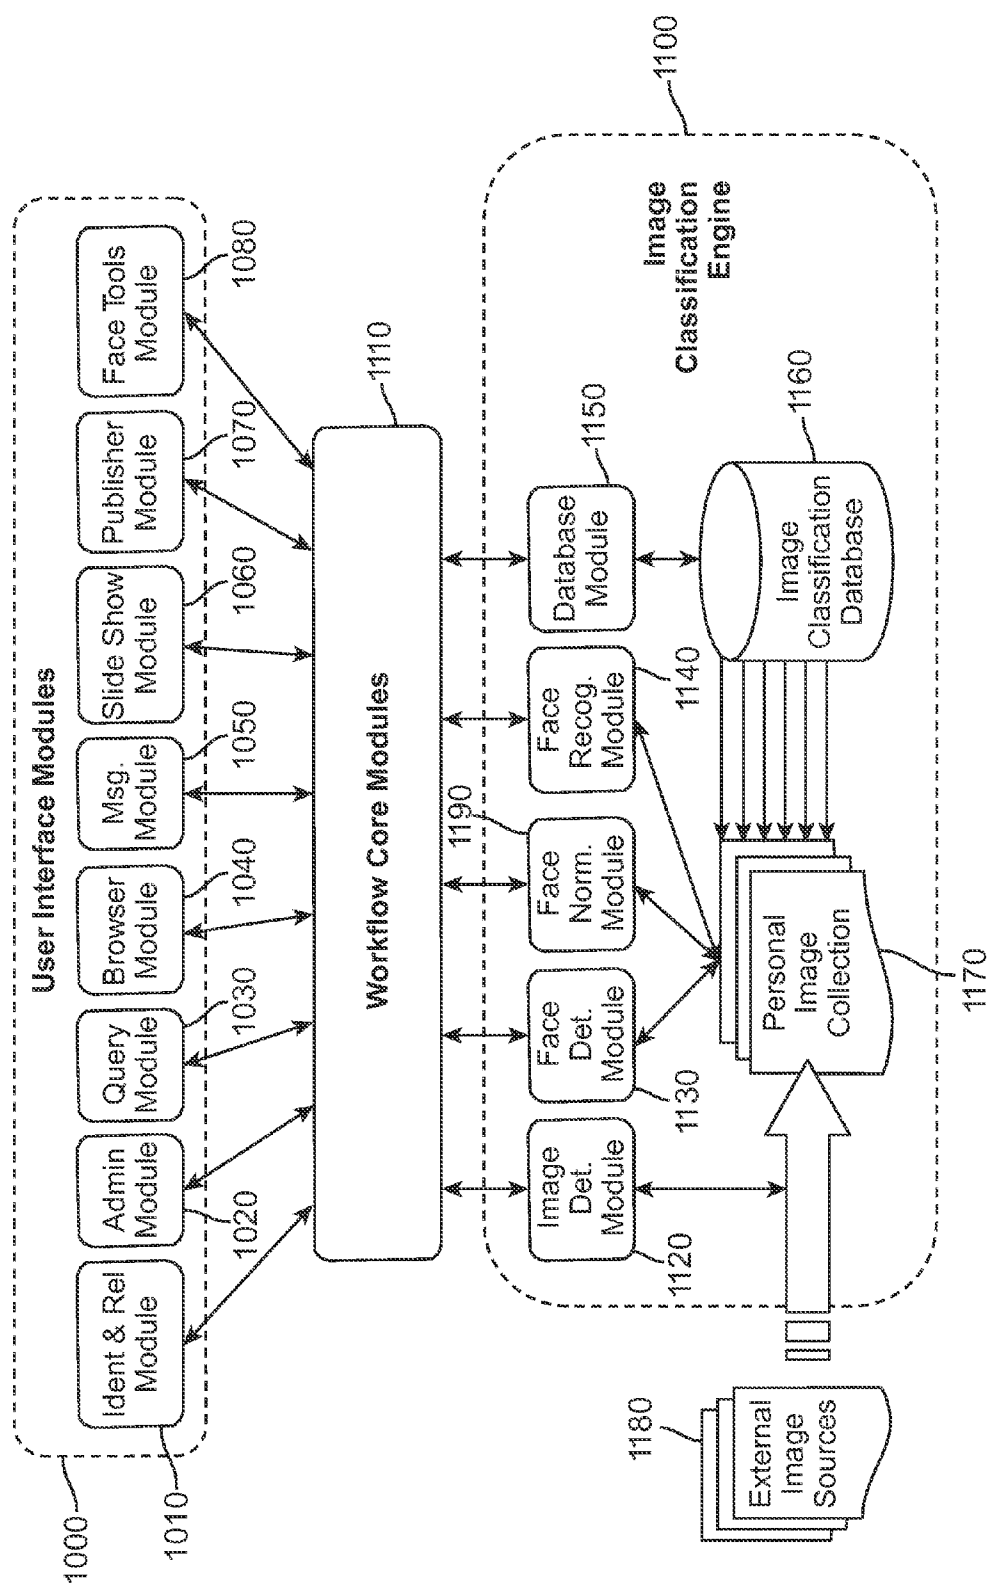 1000
User Interface Modules
Ident & Rel
Module
1010
Admin
Module
1020
Query
Module
1030
Browser
Module
1040
Msg.
Module
1050
Slide Show
Module
1060
Publisher
Module
1070
Face Tools
Module
1080
Workflow Core Modules
1110
1100
Image
Classification
Engine
Image
Det.
Module
1120
Face
Det.
Module
1130
Face
Norm.
Module
1190
Face
Recog.
Module
1140
Database
Module
1150
1180
External
Image
Sources
Personal
Image
Collection
1170
Image
Classification
Database
1160